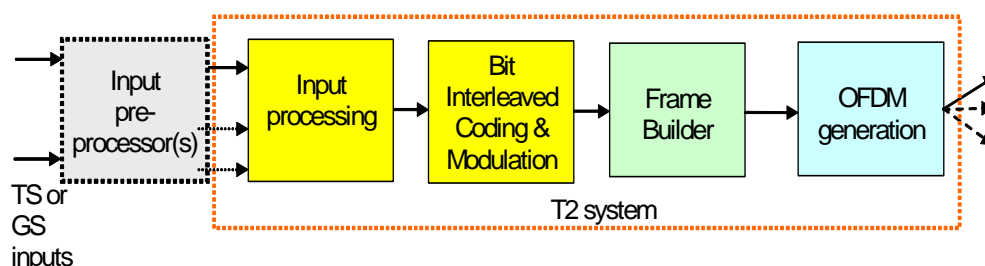 Input
pre-
processor(s)
Input
processing
Bit
Interleaved
Coding &
Modulation
Frame
Builder
OFDM
generation
TS or
GS
inputs
T2 system